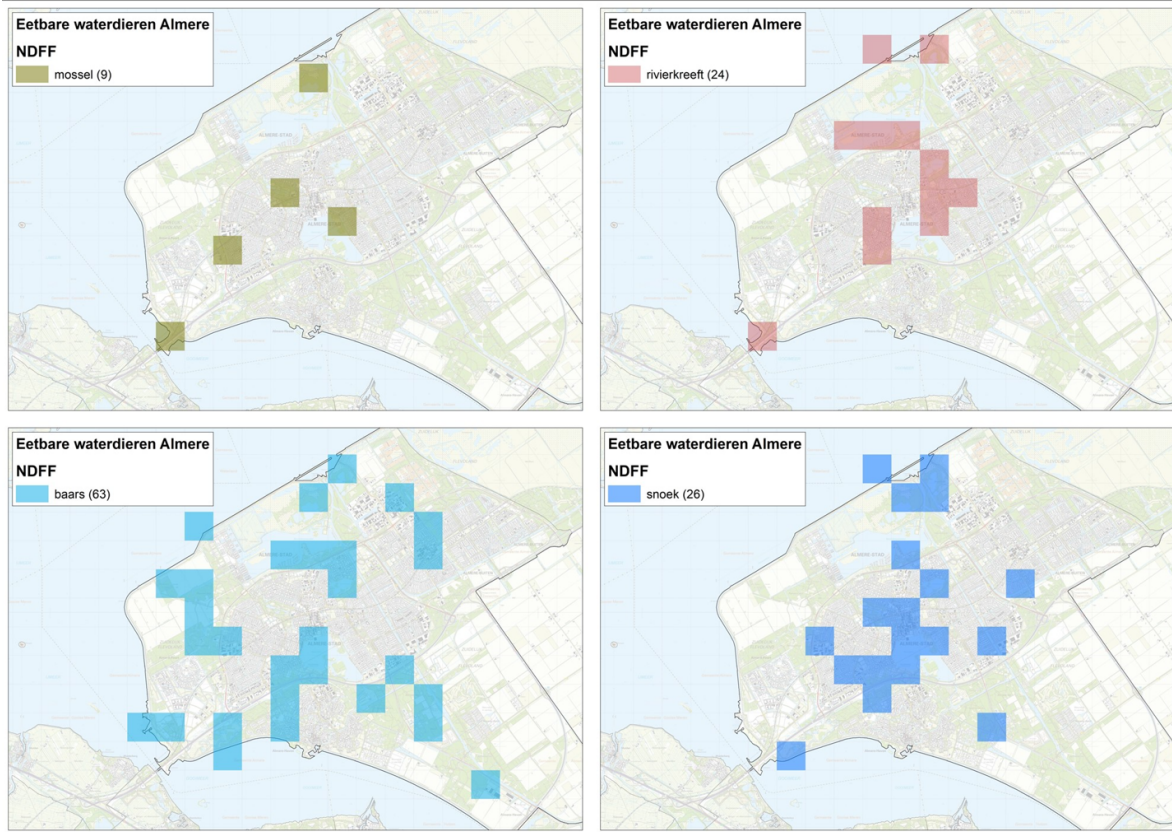 Eetbare waterdieren Almere
NDFF
mossel (9)
Eetbare waterdieren Almere
NDFF
rivierkreeft (24)
Eetbare waterdieren Almere
NDFF
baars (63)
Eetbare waterdieren Almere
NDFF
snoek (26)